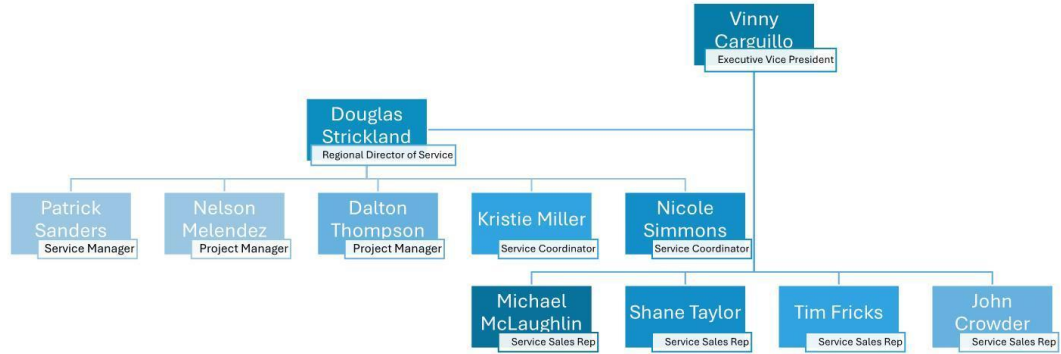 Vinny
Carguillo
Executive Vice President
Douglas
Strickland
Regional Director of Service
Patrick
Sanders
Service Manager
Nelson
Melendez
Project Manager
Dalton
Thompson
Project Manager
Kristie Miller
Service Coordinator
Nicole
Simmons
Service Coordinator
Michael
McLaughlin
Service Sales Rep
Shane Taylor
Service Sales Rep
Tim Fricks
Service Sales Rep
John
Crowder
Service Sales Rep